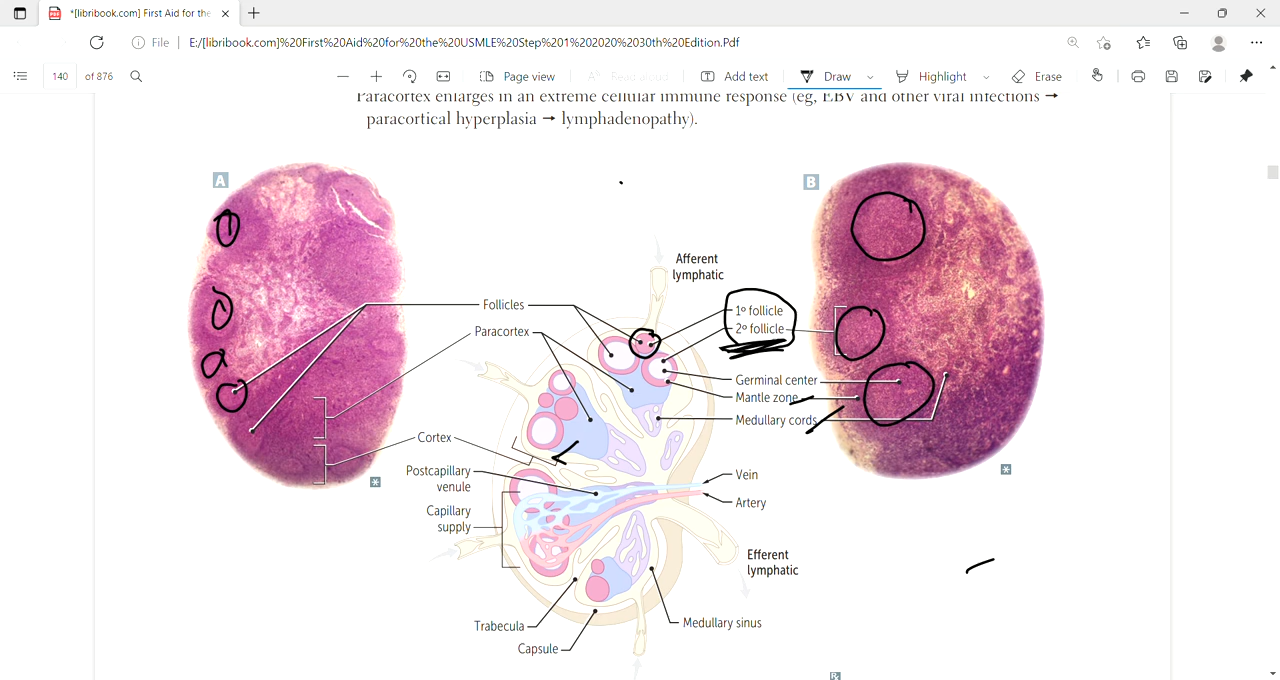 *[libribook.com] First Aid for the
File
E:/[libribook.com]%20First%20Aid%20for%20the%20USMLE%20Step%201%202020%2030th%20Edition.Pdf
140 of 876
Page view
Read aloud
Add text
Draw
Highlight
Erase
Paracortex enlarges in an extreme cellular immune response (eg, EBV and other viral infections →
paracortical hyperplasia → lymphadenopathy).
A
B
Afferent
lymphatic
Follicles
1º follicle
Paracortex
2º follicle
Germinal center
Mantle zone
Medullary cords
Cortex
Postcapillary
venule
Vein
Capillary
supply
Artery
Efferent
lymphatic
Trabecula
Medullary sinus
Capsule